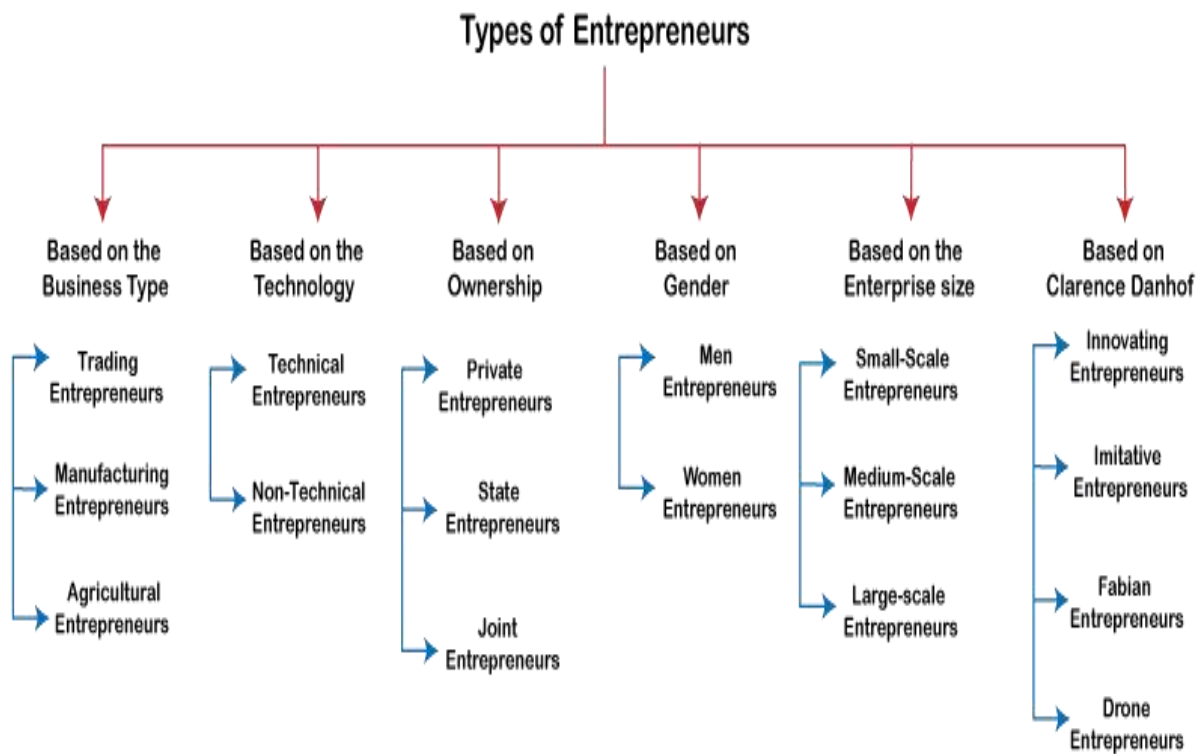 Types of Entrepreneurs
Based on the
Business Type
Trading
Entrepreneurs
Manufacturing
Entrepreneurs
Agricultural
Entrepreneurs
Based on the
Technology
Technical
Entrepreneurs
Non-Technical
Entrepreneurs
Based on
Ownership
Private
Entrepreneurs
State
Entrepreneurs
Joint
Entrepreneurs
Based on
Gender
Men
Entrepreneurs
Women
Entrepreneurs
Based on the
Enterprise size
Small-Scale
Entrepreneurs
Medium-Scale
Entrepreneurs
Large-scale
Entrepreneurs
Based on
Clarence Danhof
Innovating
Entrepreneurs
Imitative
Entrepreneurs
Fabian
Entrepreneurs
Drone
Entrepreneurs